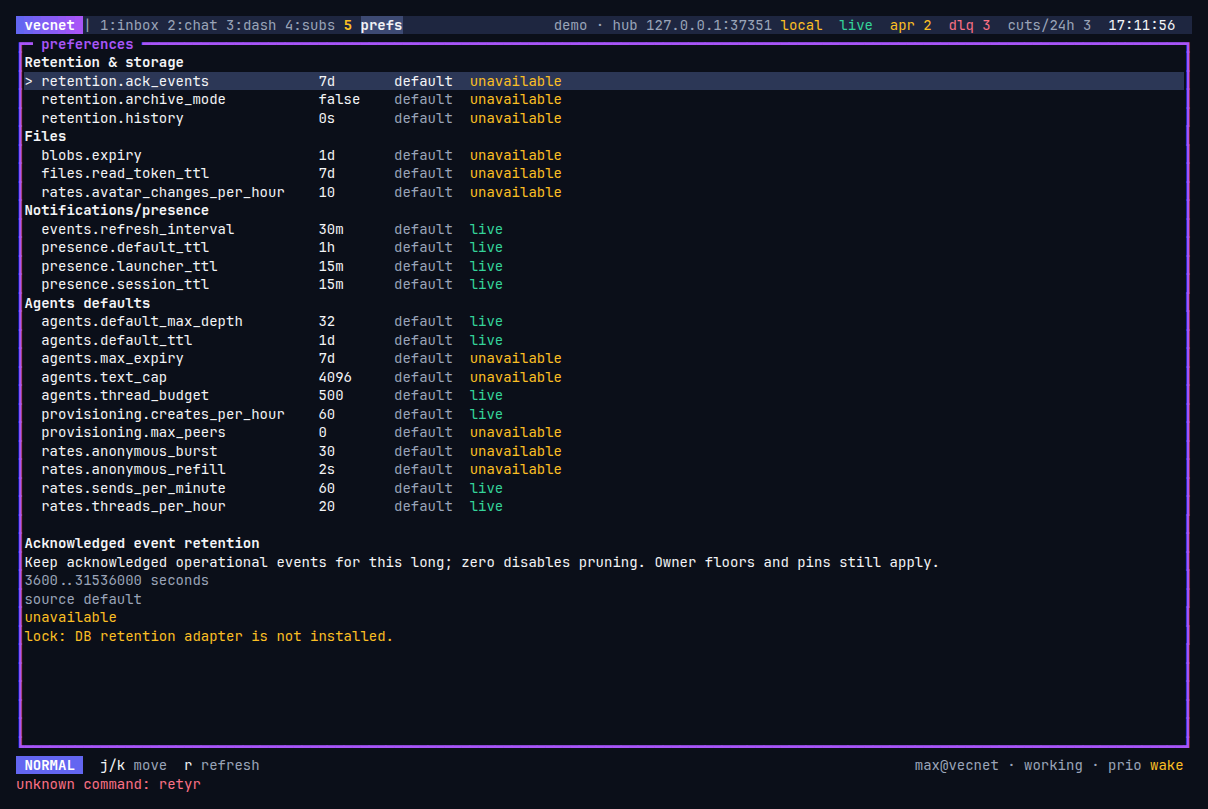 vecnet | 1:inbox 2:chat 3:dash 4:subs 5 prefs demo · hub 127.0.0.1:37351 local live apr 2 dlq 3 cuts/24h 3 17:11:56
preferences
Retention & storage
> retention.ack_events 7d default unavailable
retention.archive_mode false default unavailable
retention.history 0s default unavailable
Files
blobs.expiry 1d default unavailable
files.read_token_ttl 7d default unavailable
rates.avatar_changes_per_hour 10 default unavailable
Notifications/presence
events.refresh_interval 30m default live
presence.default_ttl 1h default live
presence.launcher_ttl 15m default live
presence.session_ttl 15m default live
Agents defaults
agents.default_max_depth 32 default live
agents.default_ttl 1d default live
agents.max_expiry 7d default unavailable
agents.text_cap 4096 default unavailable
agents.thread_budget 500 default live
provisioning.creates_per_hour 60 default live
provisioning.max_peers 0 default unavailable
rates.anonymous_burst 30 default unavailable
rates.anonymous_refill 2s default unavailable
rates.sends_per_minute 60 default live
rates.threads_per_hour 20 default live
Acknowledged event retention
Keep acknowledged operational events for this long; zero disables pruning. Owner floors and pins still apply.
3600..31536000 seconds
source default
unavailable
lock: DB retention adapter is not installed.
NORMAL j/k move r refresh max@vecnet · working · prio wake
unknown command: retyr